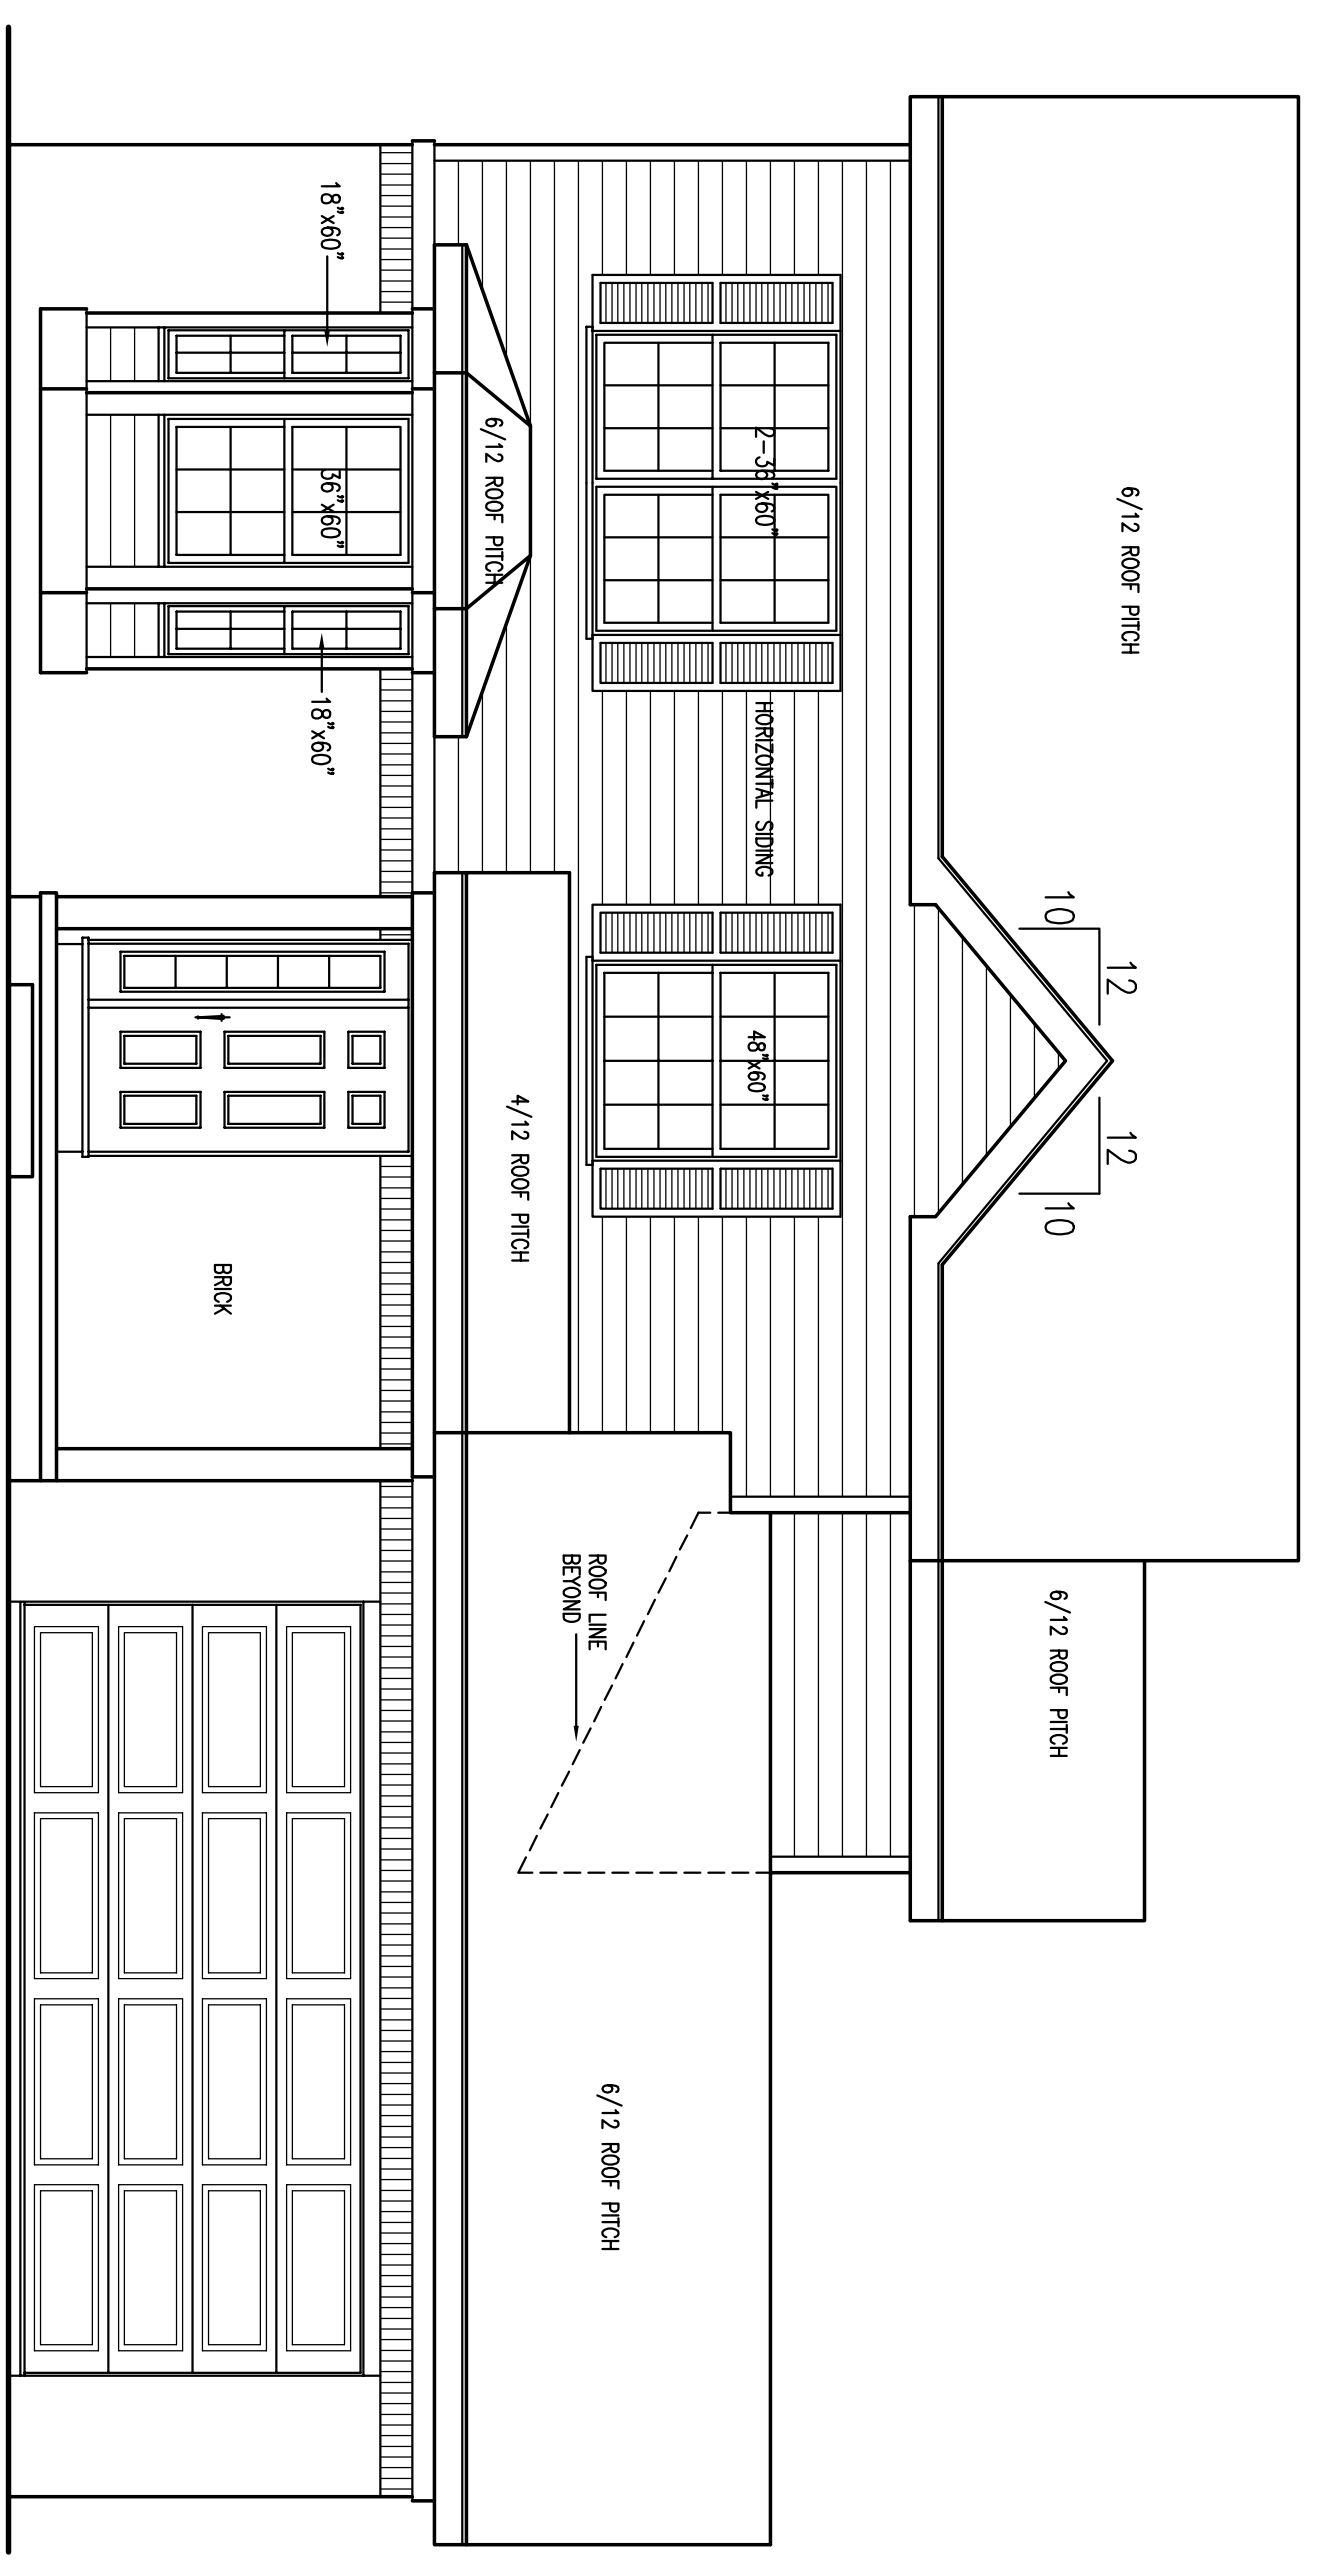 6/12 ROOF PITCH
10
12
12
10
6/12 ROOF PITCH
2-36"x60"
HORIZONTAL SIDING
48"x60"
6/12 ROOF PITCH
4/12 ROOF PITCH
ROOF LINE
BEYOND
6/12 ROOF PITCH
18"x60"
36"x60"
18"x60"
BRICK